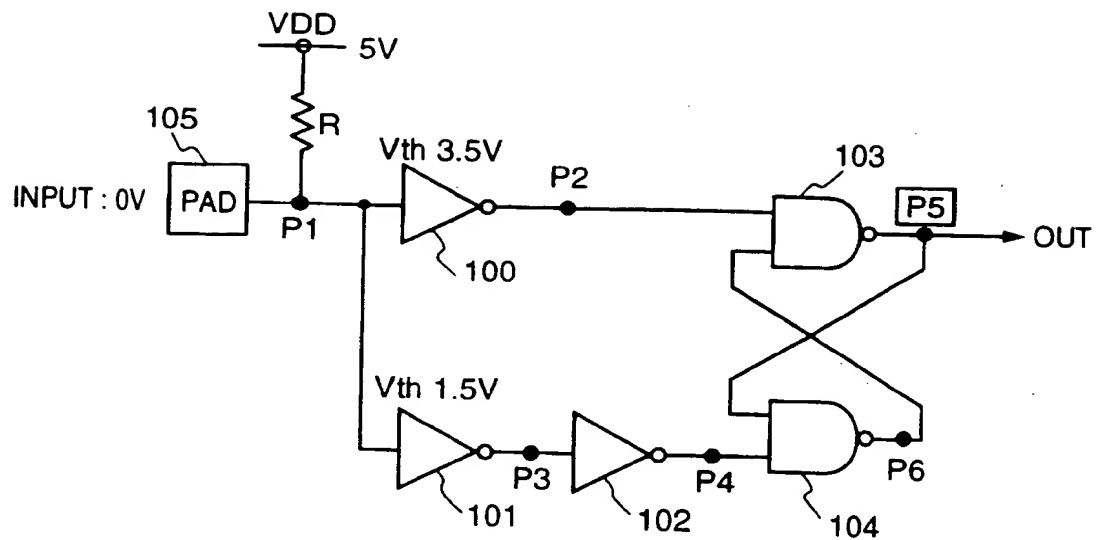 VDD
5V
105
R
Vth 3.5V
103
INPUT : 0V
PAD
P1
P2
P5
OUT
100
Vth 1.5V
P3
P4
P6
101
102
104